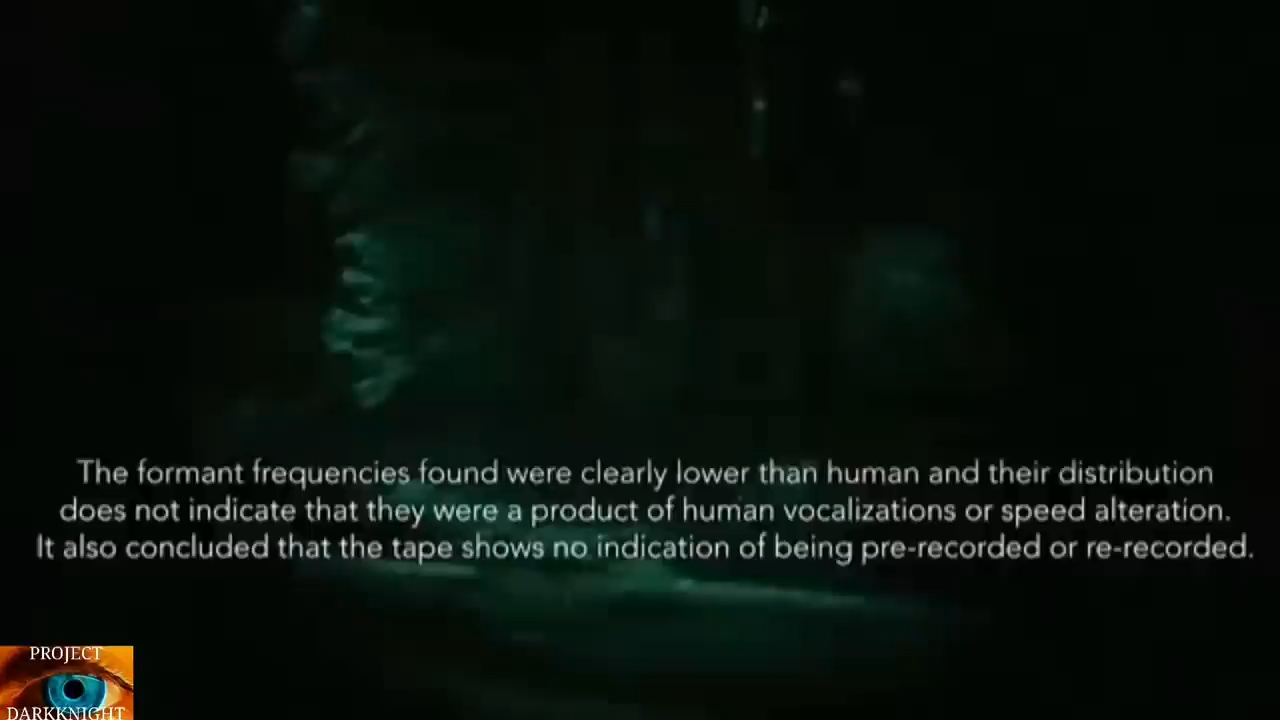 The formant frequencies found were clearly lower than human and their distribution
does not indicate that they were a product of human vocalizations or speed alteration.
It also concluded that the tape shows no indication of being pre-recorded or re-recorded.
PROJECT
DARKKNIGHT